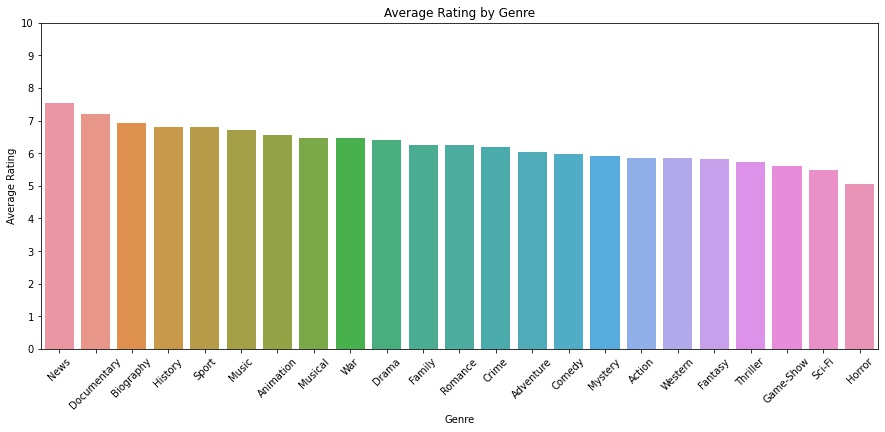 Average Rating by Genre
10
9
8
7
6
5
4
3
2
1
0
Average Rating
News
Documentary
Biography
History
Sport
Music
Animation
Musical
War
Drama
Family
Romance
Crime
Adventure
Comedy
Mystery
Action
Western
Fantasy
Thriller
Game-Show
Sci-Fi
Horror
Genre